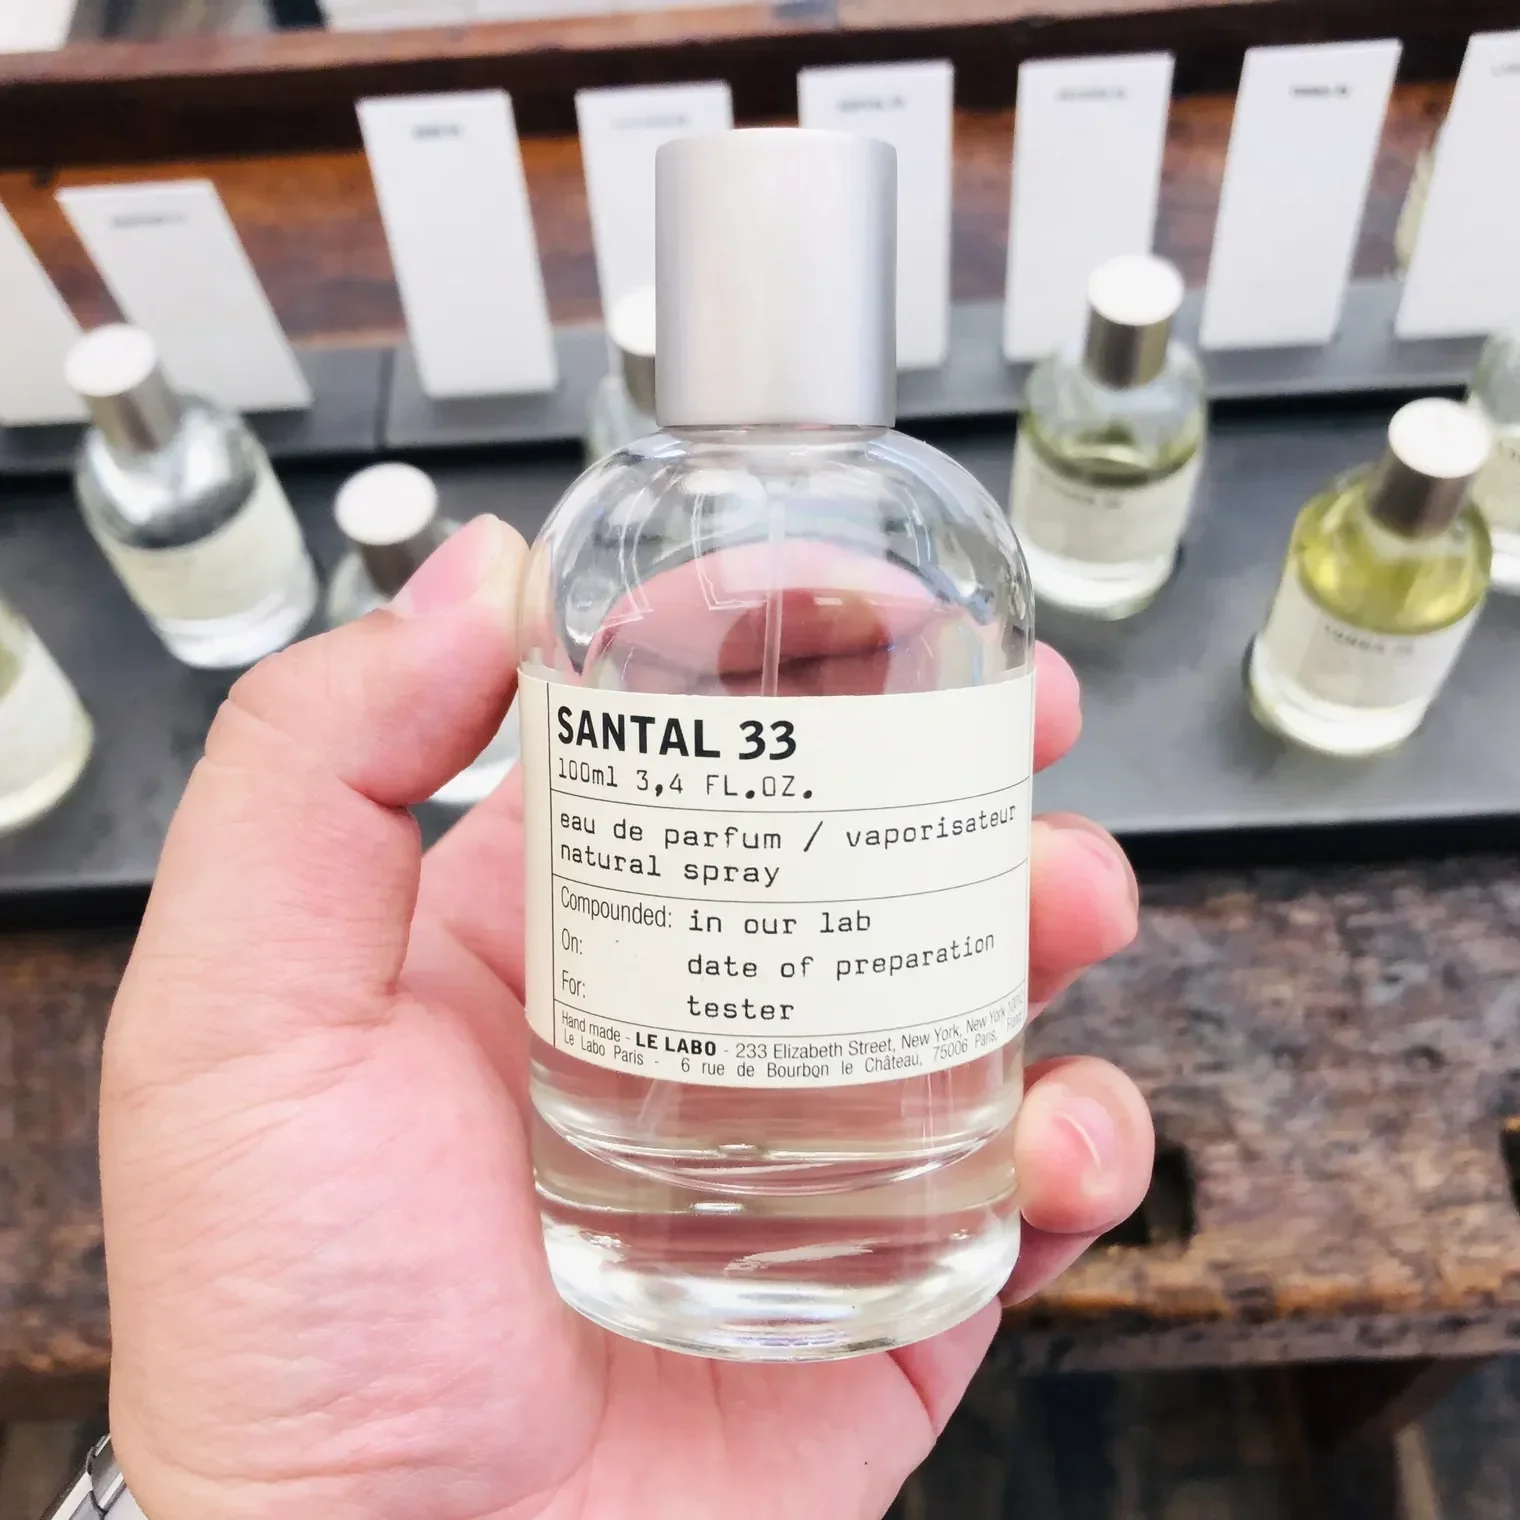 SANTAL 33
100ml 3,4 FL.OZ.
eau de parfum / vaporisateur
natural spray
Compounded: in our lab
On: date of preparation
For: tester
Hand made - LE LABO - 233 Elizabeth Street, New York, New York
Le Labo Paris - 6 rue de Bourbon le Château, 75006 Paris,